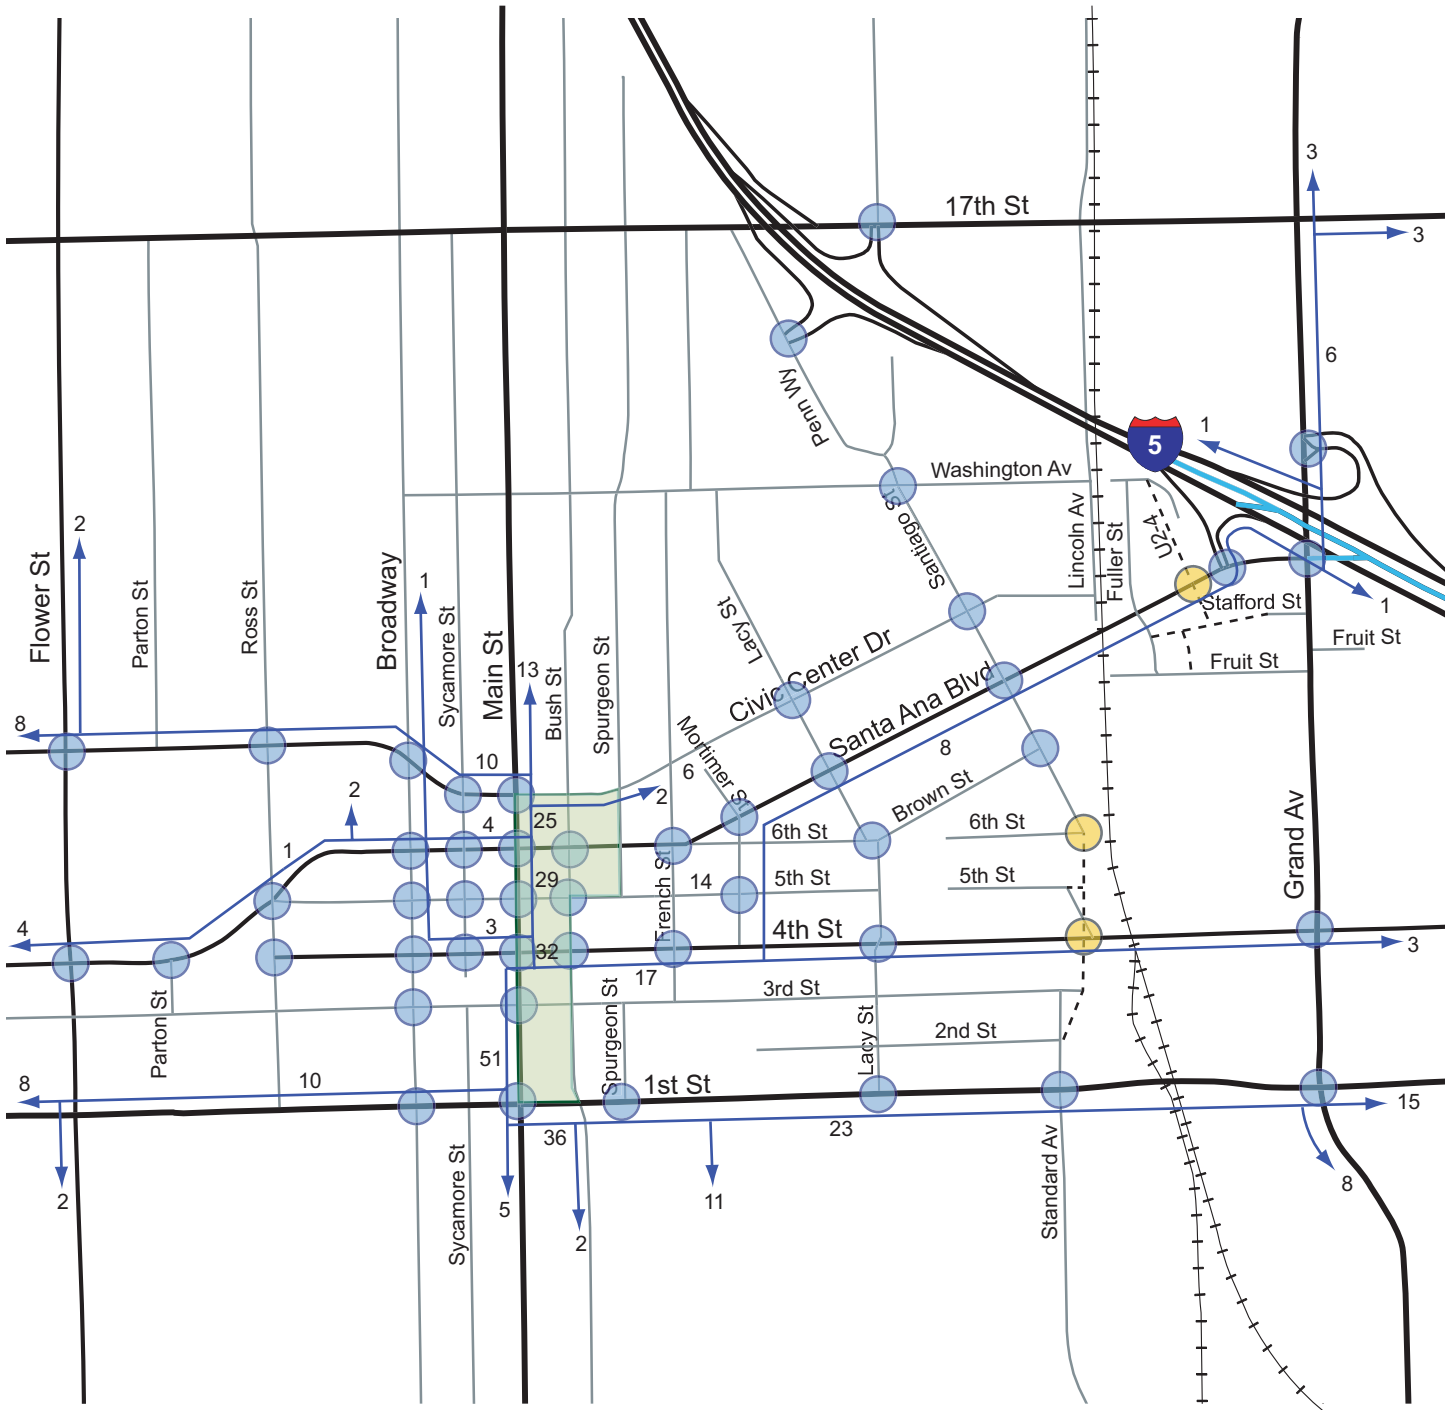 3
17th St
3
6
1
5
Penn Wy
Washington Av
Santiago St
Lincoln Av
Fuller St
U2-4
2
Flower St
Parton St
Ross St
Broadway
1
Sycamore St
Main St
13
Bush St
Spurgeon St
Lacy St
Civic Center Dr
Stafford St
1
Fruit St
Fruit St
Santa Ana Blvd
8
10
Mortimer St
6
2
8
Brown St
2
4
25
1
6th St
6th St
29
French St
14
5th St
5th St
Grand Av
4
3
32
4th St
3
17
Parton St
Spurgeon St
3rd St
Lacy St
2nd St
51
8
10
1st St
15
36
23
2
Sycamore St
5
2
11
Standard Av
8